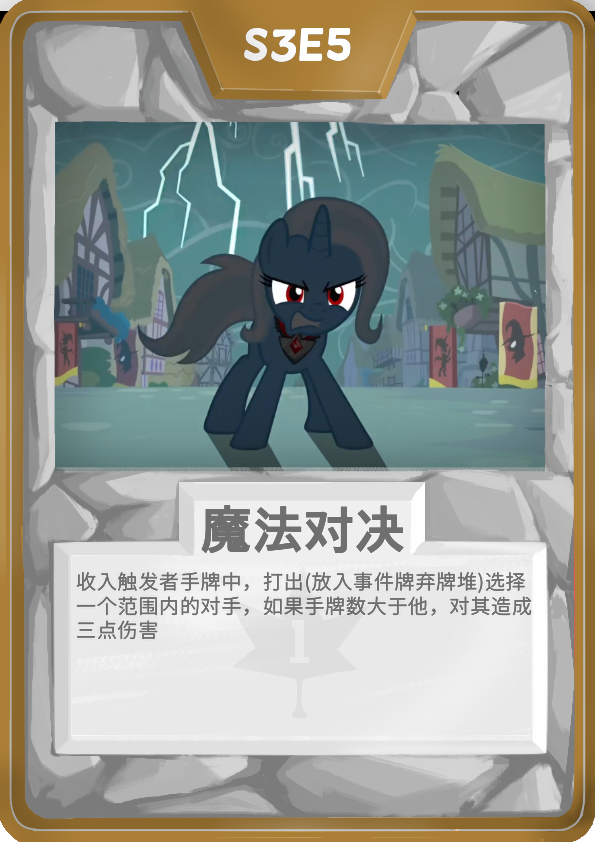 S3E5
魔法对决
收入触发者手牌中，打出(放入事件牌弃牌堆)选择
一个范围内的对手，如果手牌数大于他，对其造成
三点伤害
1